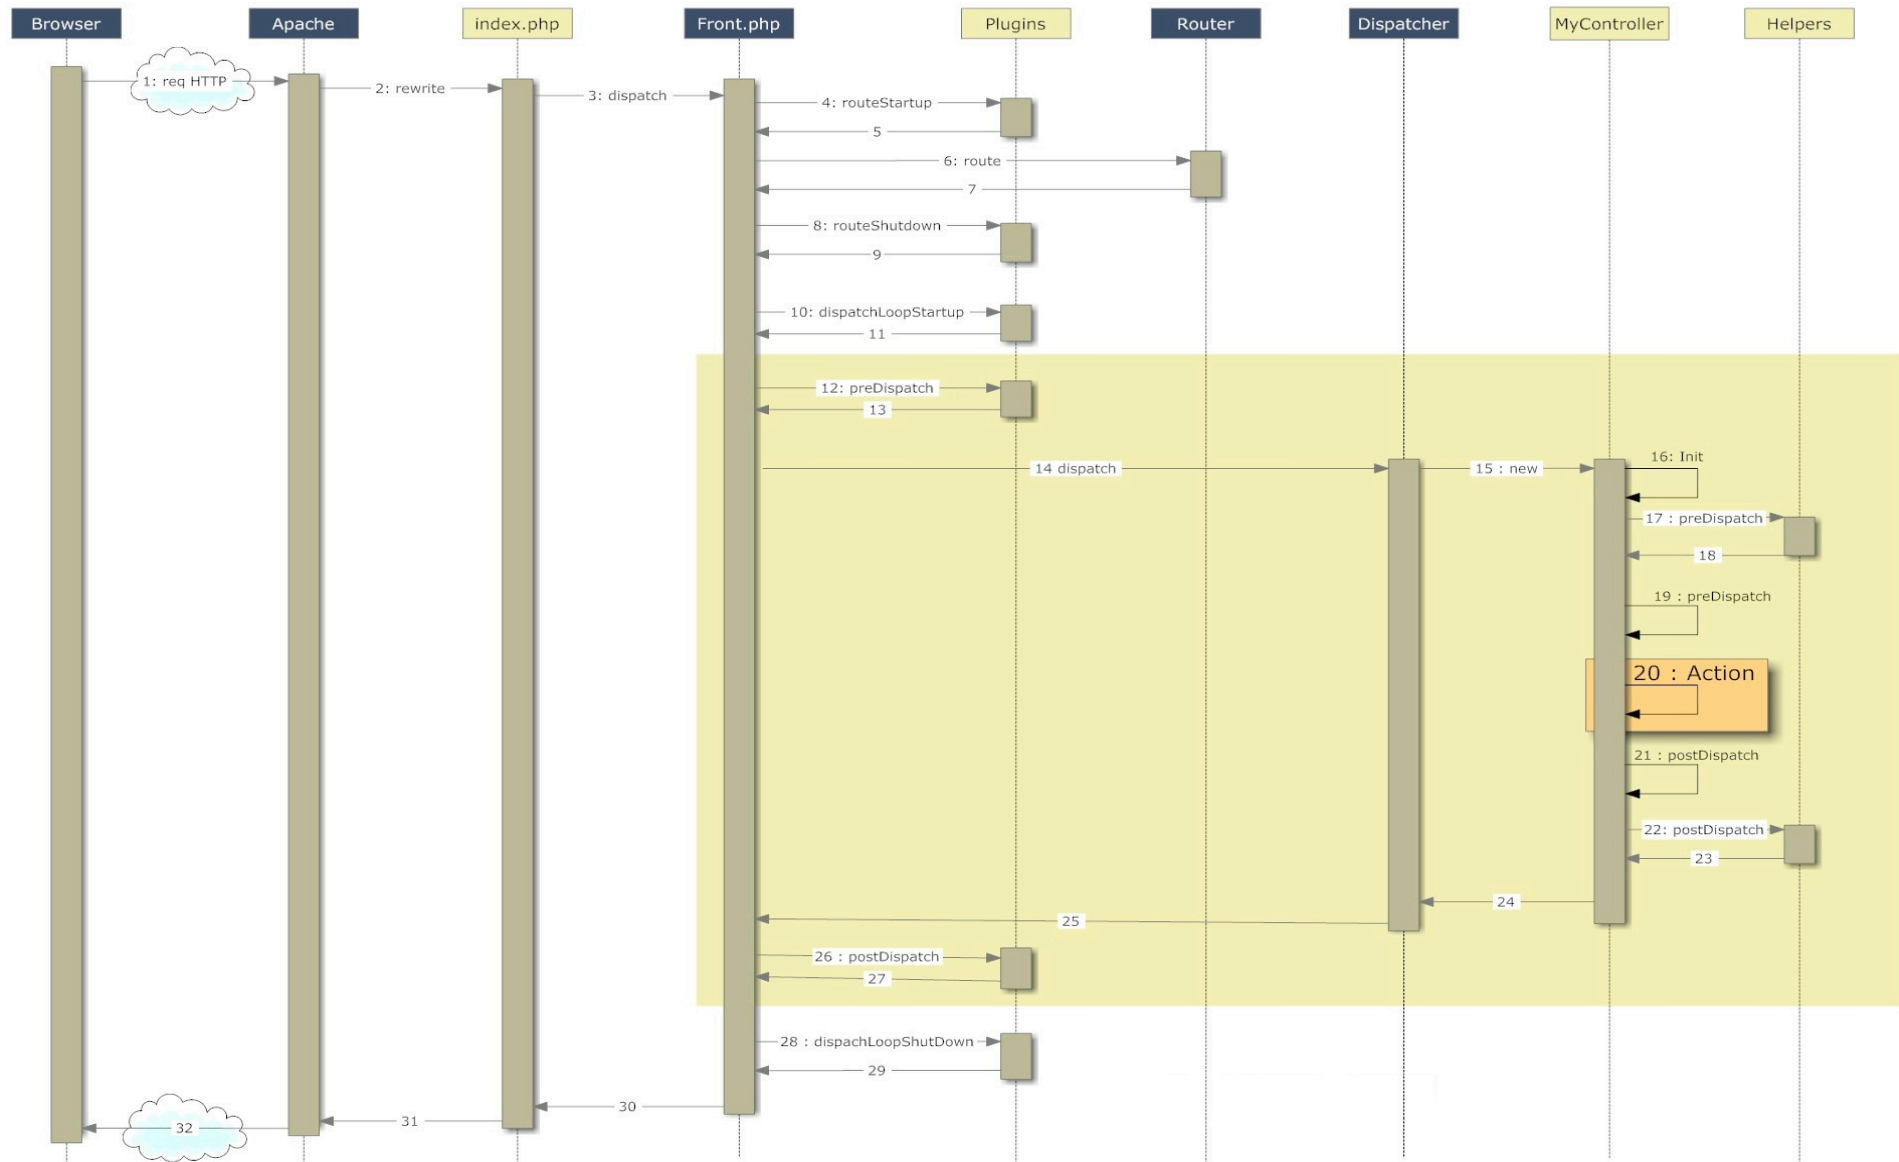 Browser
Apache
index.php
Front.php
Plugins
Router
Dispatcher
MyController
Helpers
1: req HTTP
2: rewrite
3: dispatch
4: routeStartup
5
6: route
7
8: routeShutdown
9
10: dispatchLoopStartup
11
12: preDispatch
13
14 dispatch
15 : new
16: Init
17 : preDispatch
18
19 : preDispatch
20 : Action
21 : postDispatch
22: postDispatch
23
24
25
26 : postDispatch
27
28 : dispachLoopShutDown
29
30
31
32